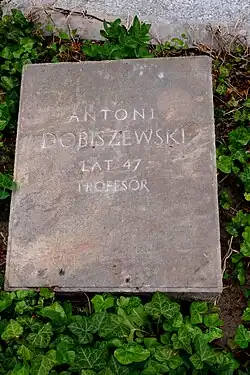 ANTONI
DOBISZEWSKI
LAT 47
PROFESOR